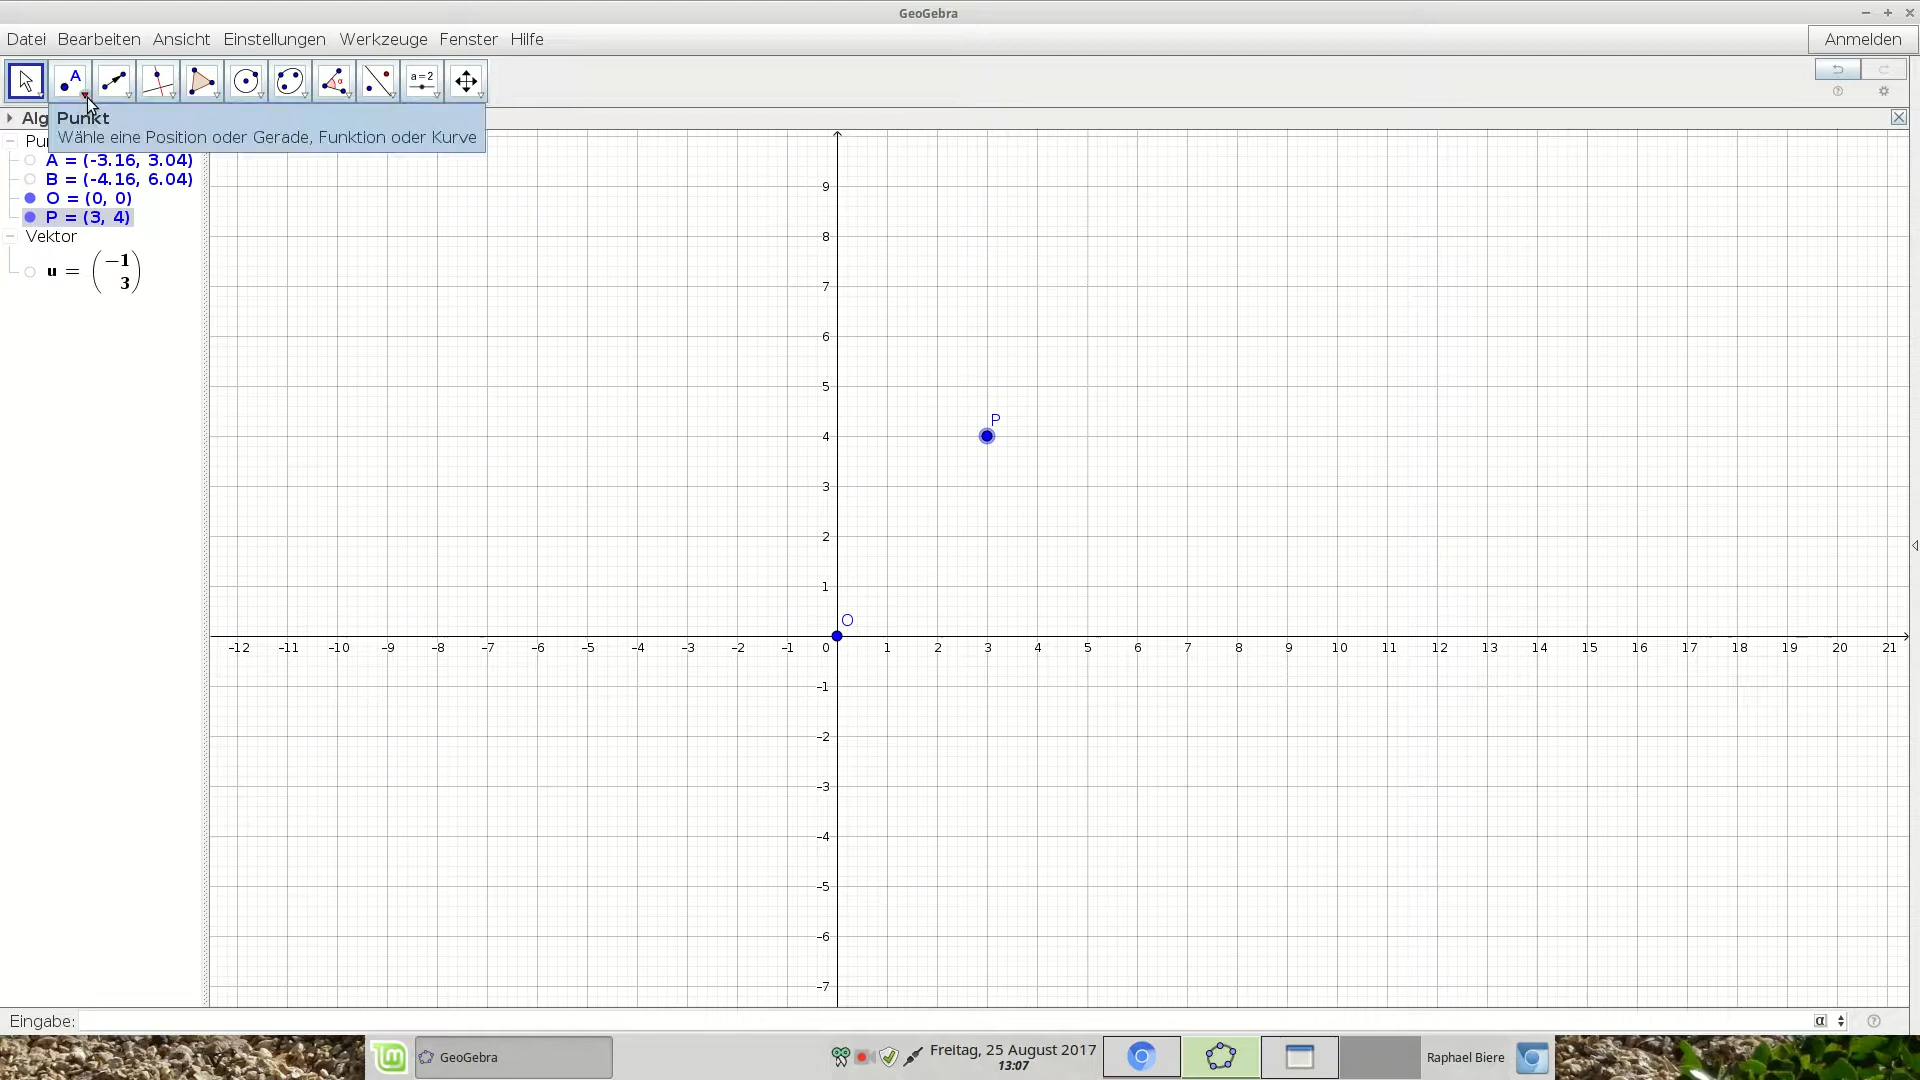 GeoGebra
Datei Bearbeiten Ansicht Einstellungen Werkzeuge Fenster Hilfe
Anmelden
A
α
a=2
Alg
Punkt
Wähle eine Position oder Gerade, Funktion oder Kurve
Pu
A = (-3.16, 3.04)
B = (-4.16, 6.04)
O = (0, 0)
P = (3, 4)
Vektor
u = (−1
3)
9
8
7
6
5
P
4
3
2
1
O
-12 -11 -10 -9 -8 -7 -6 -5 -4 -3 -2 -1 0 1 2 3 4 5 6 7 8 9 10 11 12 13 14 15 16 17 18 19 20 21
-1
-2
-3
-4
-5
-6
-7
Eingabe:
α
GeoGebra
Freitag, 25 August 2017
13:07
Raphael Biere